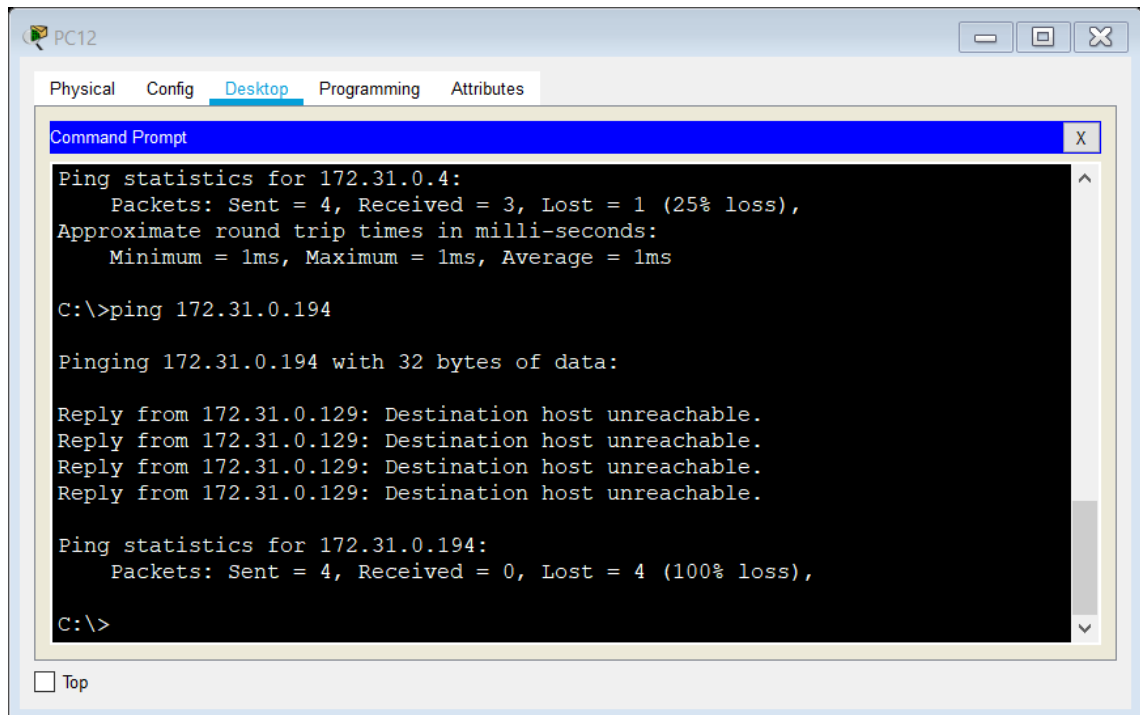 PC12
Physical Config Desktop Programming Attributes
Command Prompt
X
Ping statistics for 172.31.0.4:
    Packets: Sent = 4, Received = 3, Lost = 1 (25% loss),
Approximate round trip times in milli-seconds:
    Minimum = 1ms, Maximum = 1ms, Average = 1ms
C:\>ping 172.31.0.194
Pinging 172.31.0.194 with 32 bytes of data:
Reply from 172.31.0.129: Destination host unreachable.
Reply from 172.31.0.129: Destination host unreachable.
Reply from 172.31.0.129: Destination host unreachable.
Reply from 172.31.0.129: Destination host unreachable.
Ping statistics for 172.31.0.194:
    Packets: Sent = 4, Received = 0, Lost = 4 (100% loss),
C:\>
Top